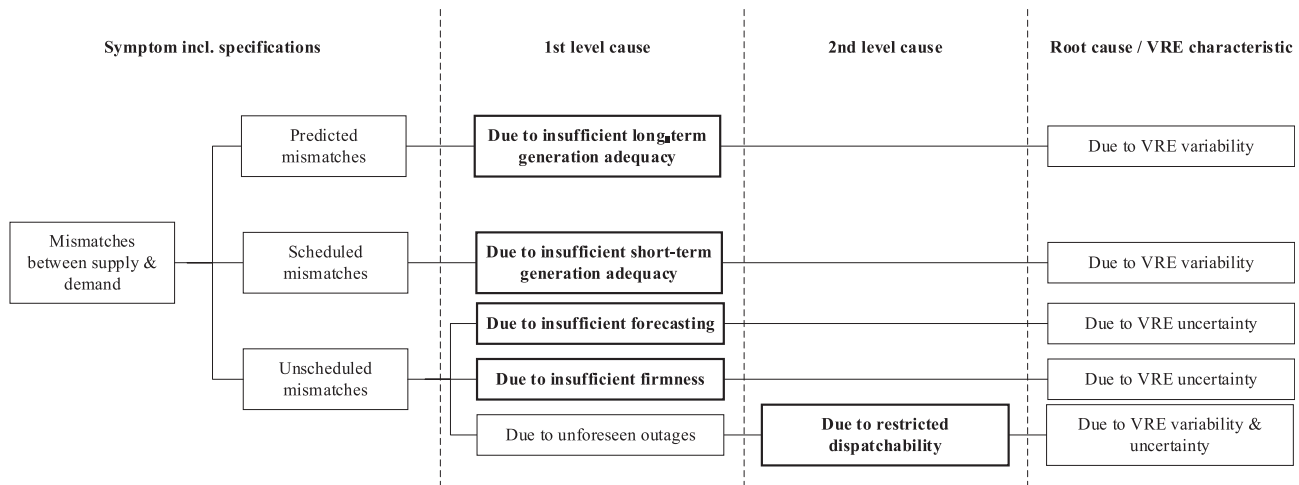 Symptom incl. specifications
1st level cause
2nd level cause
Root cause / VRE characteristic
Predicted
mismatches
Due to insufficient long-term
generation adequacy
Due to VRE variability
Mismatches
between supply &
demand
Scheduled
mismatches
Due to insufficient short-term
generation adequacy
Due to VRE variability
Due to insufficient forecasting
Due to VRE uncertainty
Unscheduled
mismatches
Due to insufficient firmness
Due to VRE uncertainty
Due to unforeseen outages
Due to restricted
dispatchability
Due to VRE variability &
uncertainty